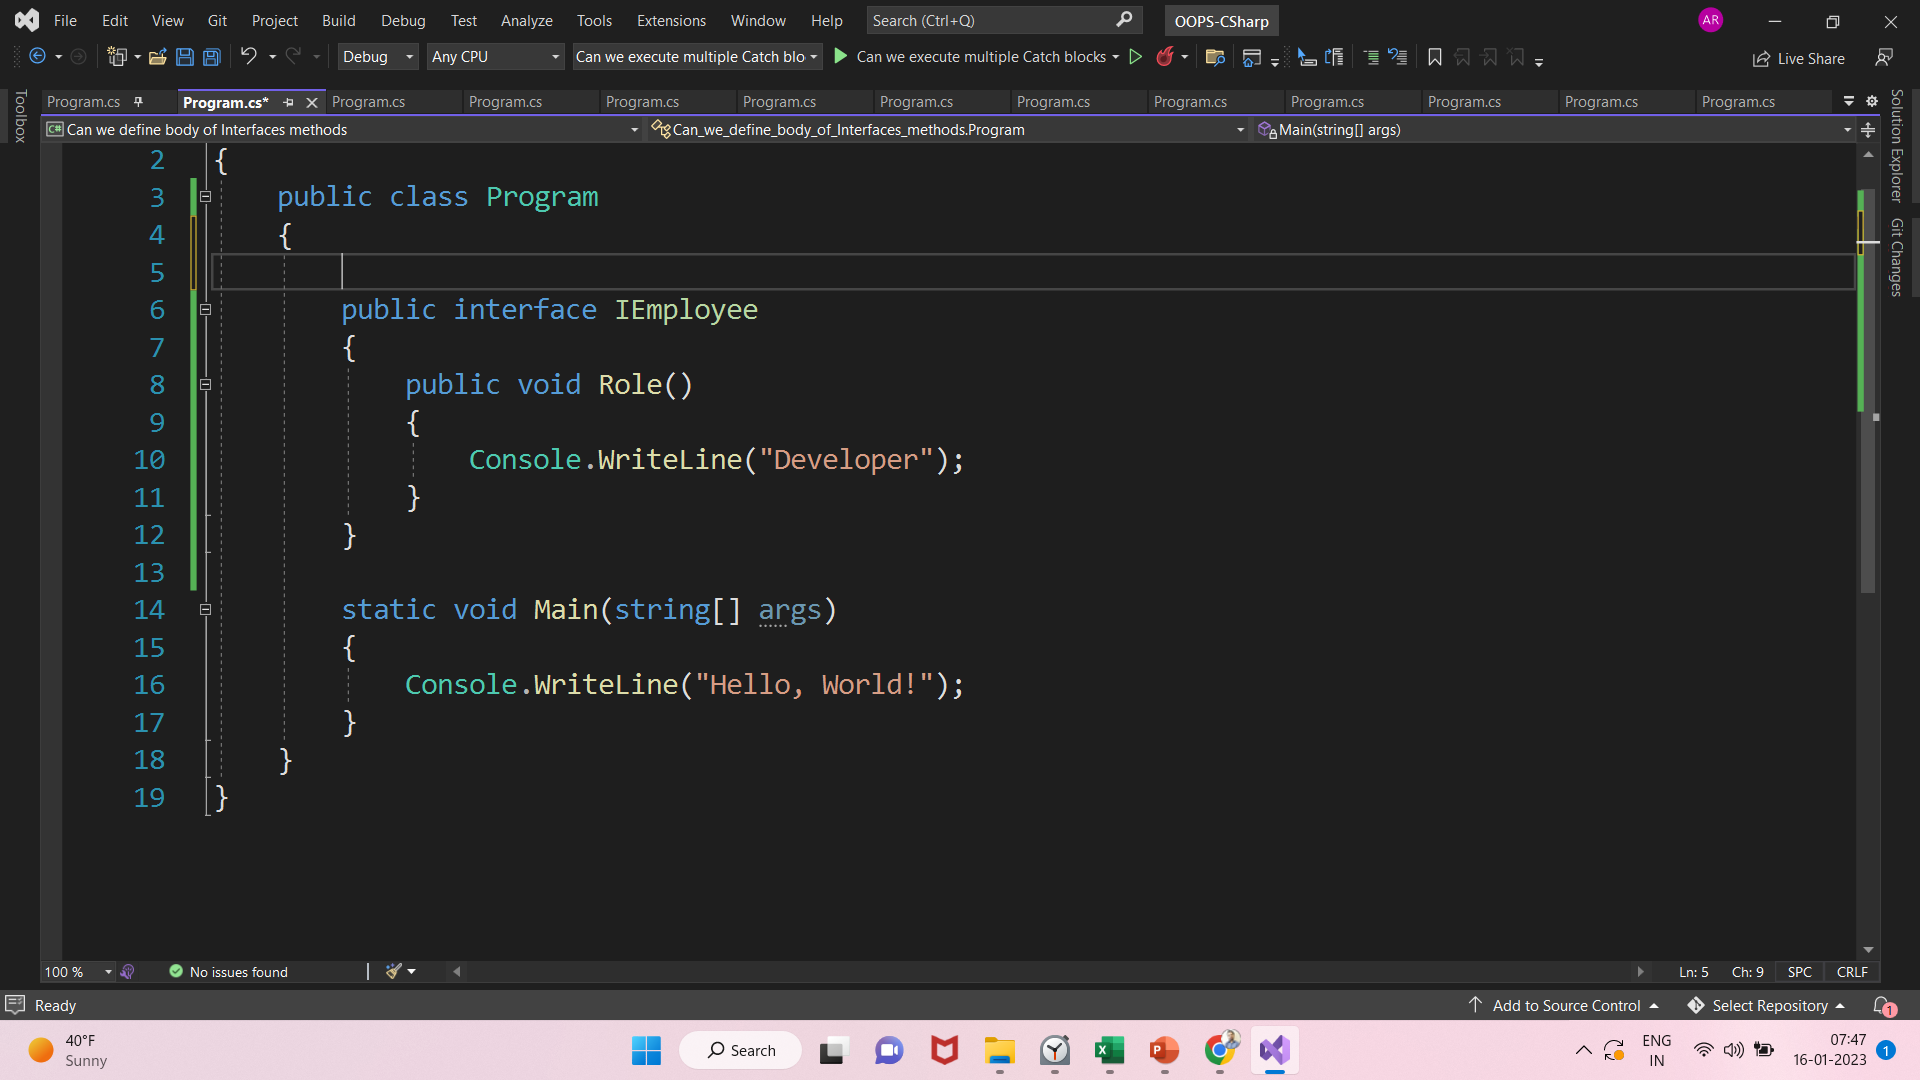 File Edit View Git Project Build Debug Test Analyze Tools Extensions Window Help Search (Ctrl+Q) OOPS-CSharp AR
Debug Any CPU Can we execute multiple Catch blo Can we execute multiple Catch blocks Live Share
Toolbox
Program.cs Program.cs* Program.cs Program.cs Program.cs Program.cs Program.cs Program.cs Program.cs Program.cs Program.cs Program.cs Program.cs
C# Can we define body of Interfaces methods Can_we_define_body_of_Interfaces_methods.Program Main(string[] args)
Solution Explorer
Git Changes
2 {
3 public class Program
4 {
5
6 public interface IEmployee
7 {
8 public void Role()
9 {
10 Console.WriteLine("Developer");
11 }
12 }
13
14 static void Main(string[] args)
15 {
16 Console.WriteLine("Hello, World!");
17 }
18 }
19 }
100 % No issues found Ln: 5 Ch: 9 SPC CRLF
Ready Add to Source Control Select Repository 1
40°F
Sunny
Search
ENG
IN
07:47
16-01-2023
1